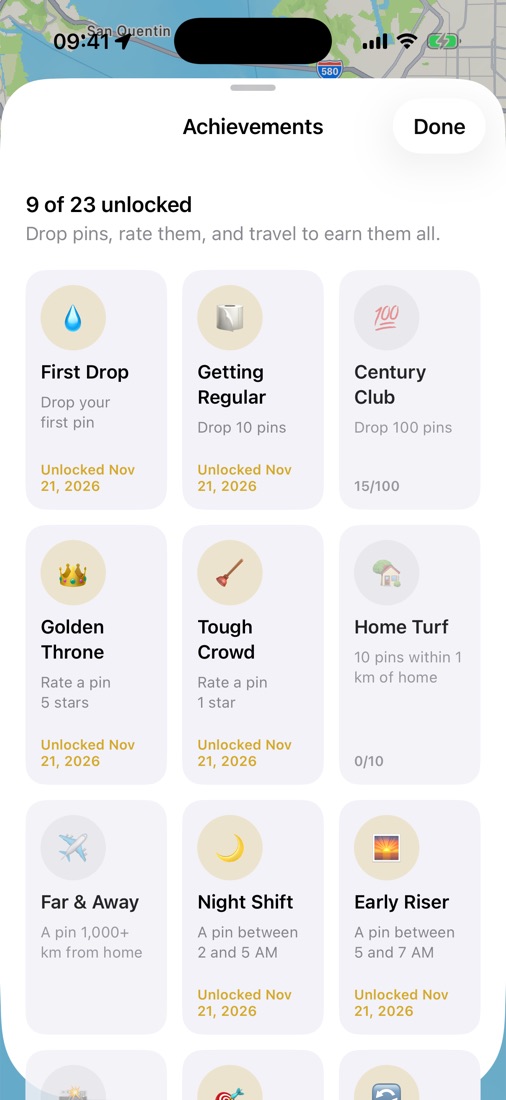 San Quentin
09:41
580
Achievements
Done
9 of 23 unlocked
Drop pins, rate them, and travel to earn them all.
First Drop
Drop your
first pin
Unlocked Nov
21, 2026
Getting
Regular
Drop 10 pins
Unlocked Nov
21, 2026
100
Century
Club
Drop 100 pins
15/100
Golden
Throne
Rate a pin
5 stars
Unlocked Nov
21, 2026
Tough
Crowd
Rate a pin
1 star
Unlocked Nov
21, 2026
Home Turf
10 pins within 1
km of home
0/10
Far & Away
A pin 1,000+
km from home
Night Shift
A pin between
2 and 5 AM
Unlocked Nov
21, 2026
Early Riser
A pin between
5 and 7 AM
Unlocked Nov
21, 2026